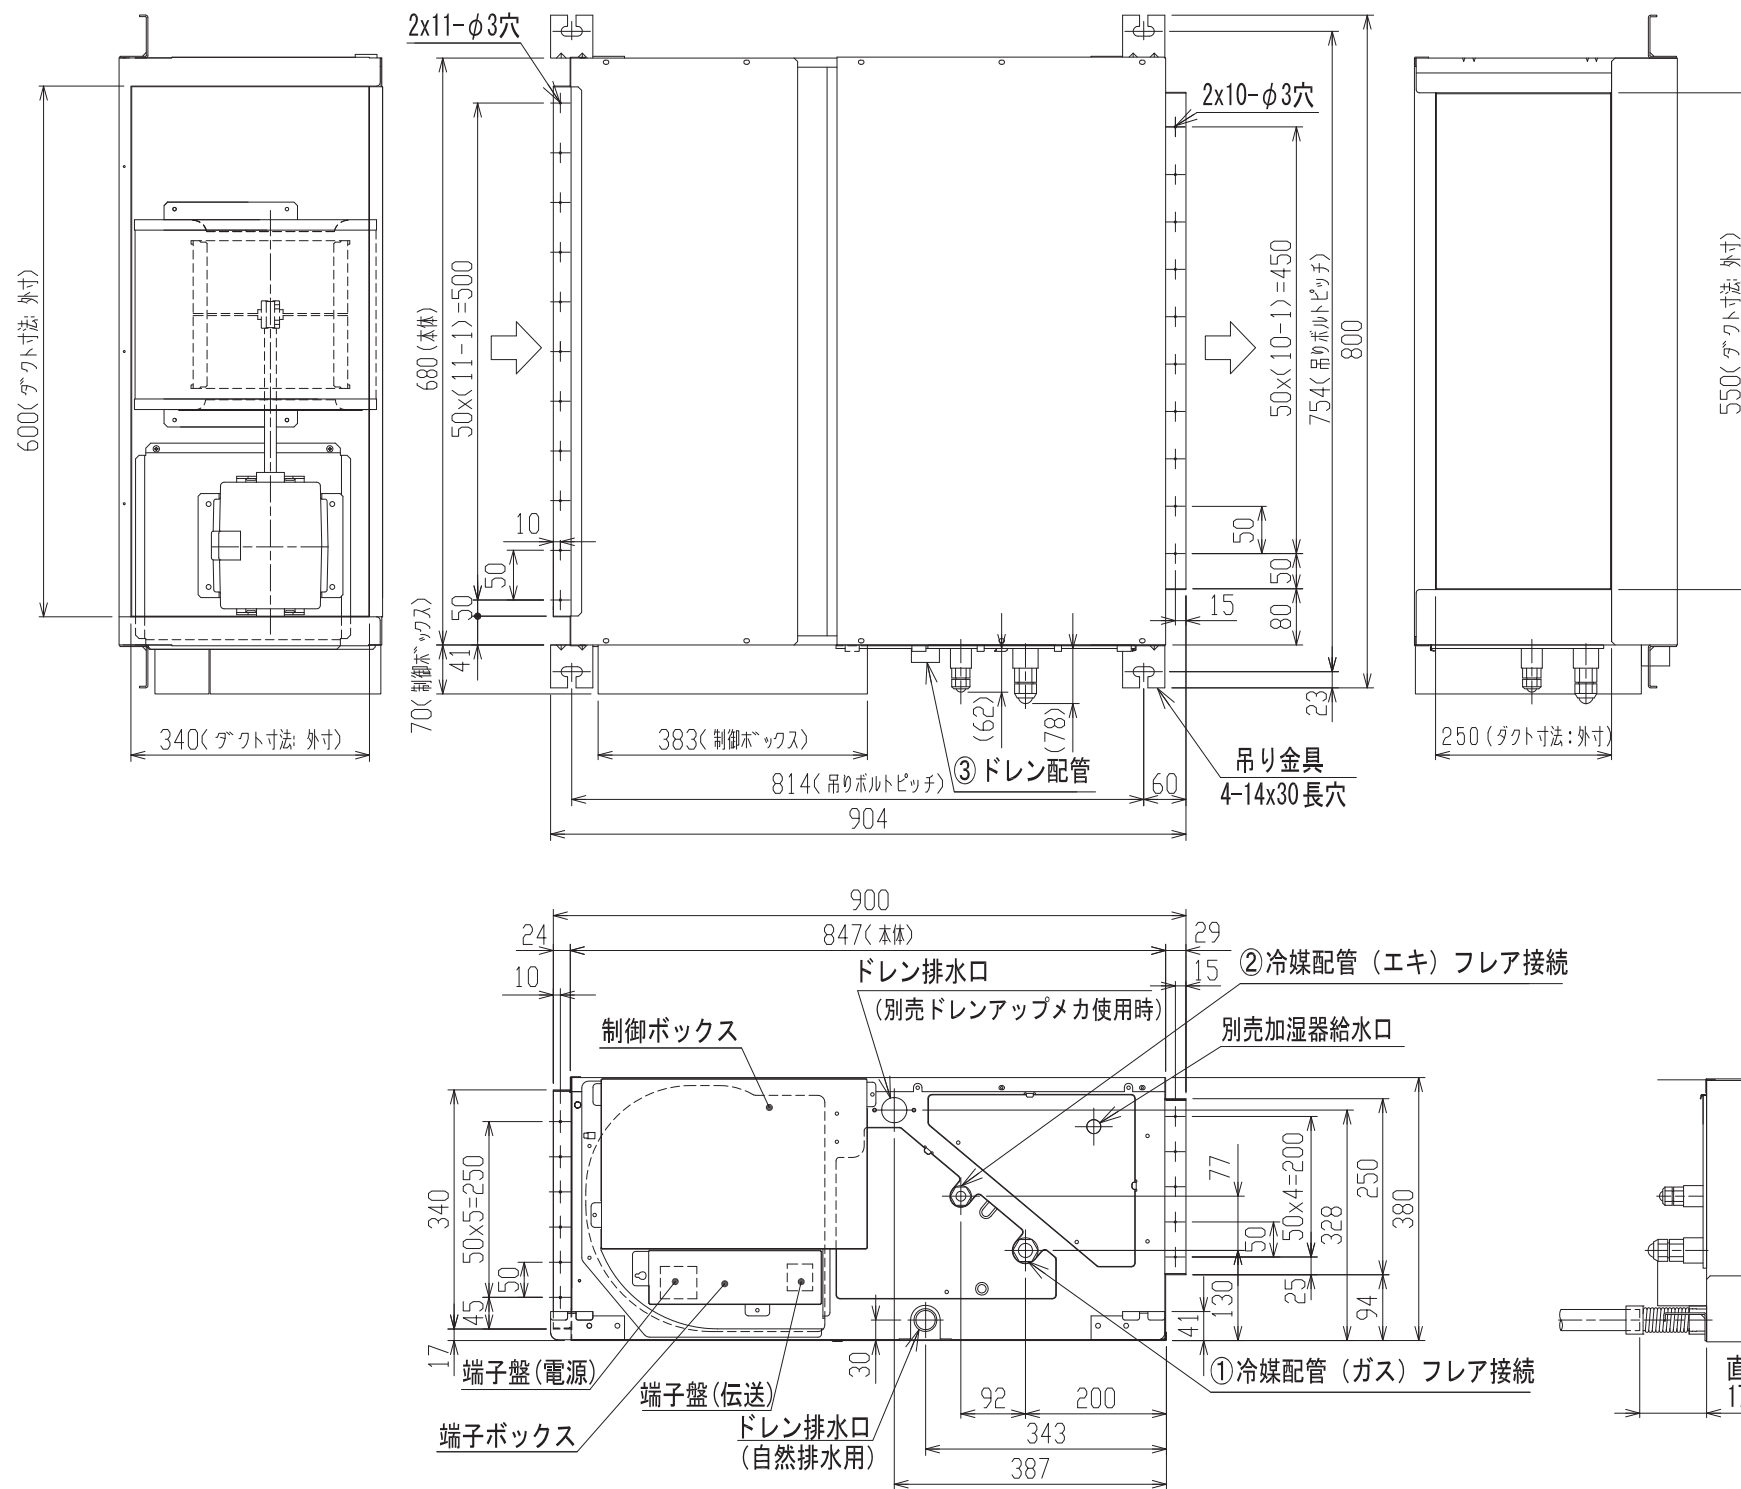 2x11-φ3穴
2x10-φ3穴
600(ダクト寸法: 外寸)
680(本体)
50x(11-1)=500
50x(10-1)=450
754(吊りボルトピッチ)
800
550(ダクト寸法: 外寸)
10
50
50
41
70(制御ボックス)
50
50
80
15
23
340(ダクト寸法: 外寸)
383(制御ボックス)
(62)
(78)
③ドレン配管
吊り金具
4-14x30長穴
250(ダクト寸法:外寸)
814(吊りボルトピッチ)
60
904
900
24
847(本体)
29
10
15
ドレン排水口
(別売ドレンアップメカ使用時)
②冷媒配管(エキ)フレア接続
制御ボックス
別売加湿器給水口
340
50x5=250
50
45
17
77
50
130
50x4=200
25
328
250
94
380
41
30
端子盤(電源)
端子盤(伝送)
端子ボックス
ドレン排水口
(自然排水用)
①冷媒配管(ガス)フレア接続
92
200
343
387